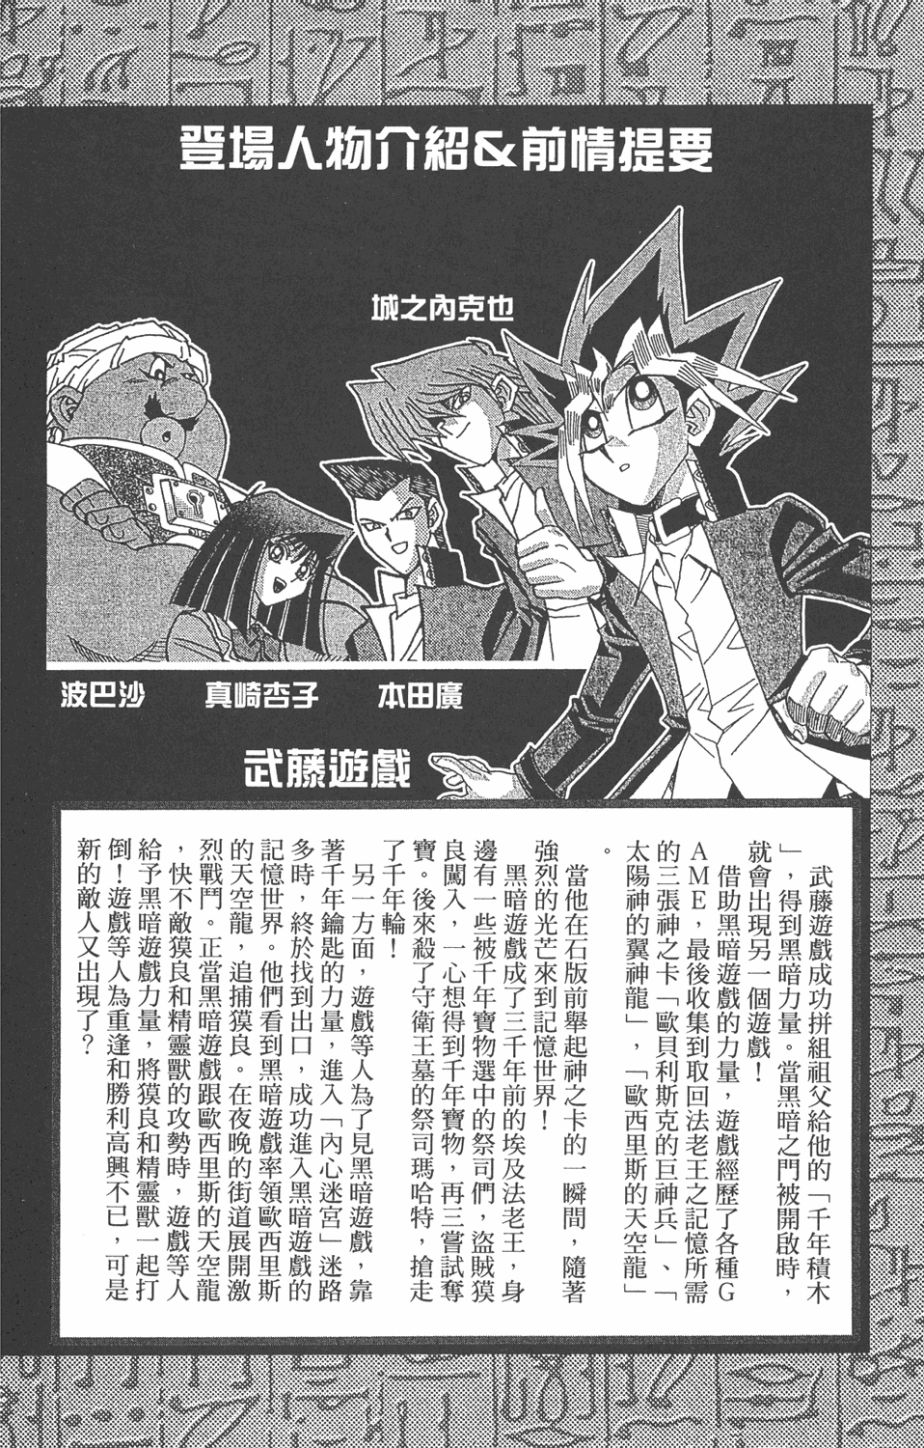 登場人物介紹&前情提要
城之內克也
波巴沙
真崎杏子
本田廣
武藤遊戲
武藤遊戲成功拼組祖父給他的「千年積木
」，得到黑暗力量。當黑暗之門被開啟時，
就會出現另一個遊戲！
借助黑暗遊戲的力量，遊戲經歷了各種G
AME，最後收集到取回法老王之記憶所需
的三張神之卡「歐貝利斯克的巨神兵」、「
太陽神的翼神龍」，「歐西里斯的天空龍」
。
當他在石版前舉起神之卡的一瞬間，隨著
強烈的光芒來到記憶世界！
黑暗遊戲成了三千年前的埃及法老王，身
邊有一些被千年寶物選中的祭司們，盜賊獏
良闖入，一心想得到千年寶物，再三嘗試奪
寶。後來殺了守衛王墓的祭司瑪哈特，搶走
了千年輪！
另一方面，遊戲等人為了見黑暗遊戲，靠
著千年鑰匙的力量，進入「內心迷宮」迷路
多時，終於找到出口，成功進入黑暗遊戲的
記憶世界。他們看到黑暗遊戲率領歐西里斯
的天空龍，追捕獏良。在夜晚的街道展開激
烈戰鬥。正當黑暗遊戲跟歐西里斯的天空龍
，快不敵獏良和精靈獸的攻勢時，遊戲等人
給予黑暗遊戲力量，將獏良和精靈獸一起打
倒！遊戲等人為重逢和勝利高興不已，可是
新的敵人又出現了？